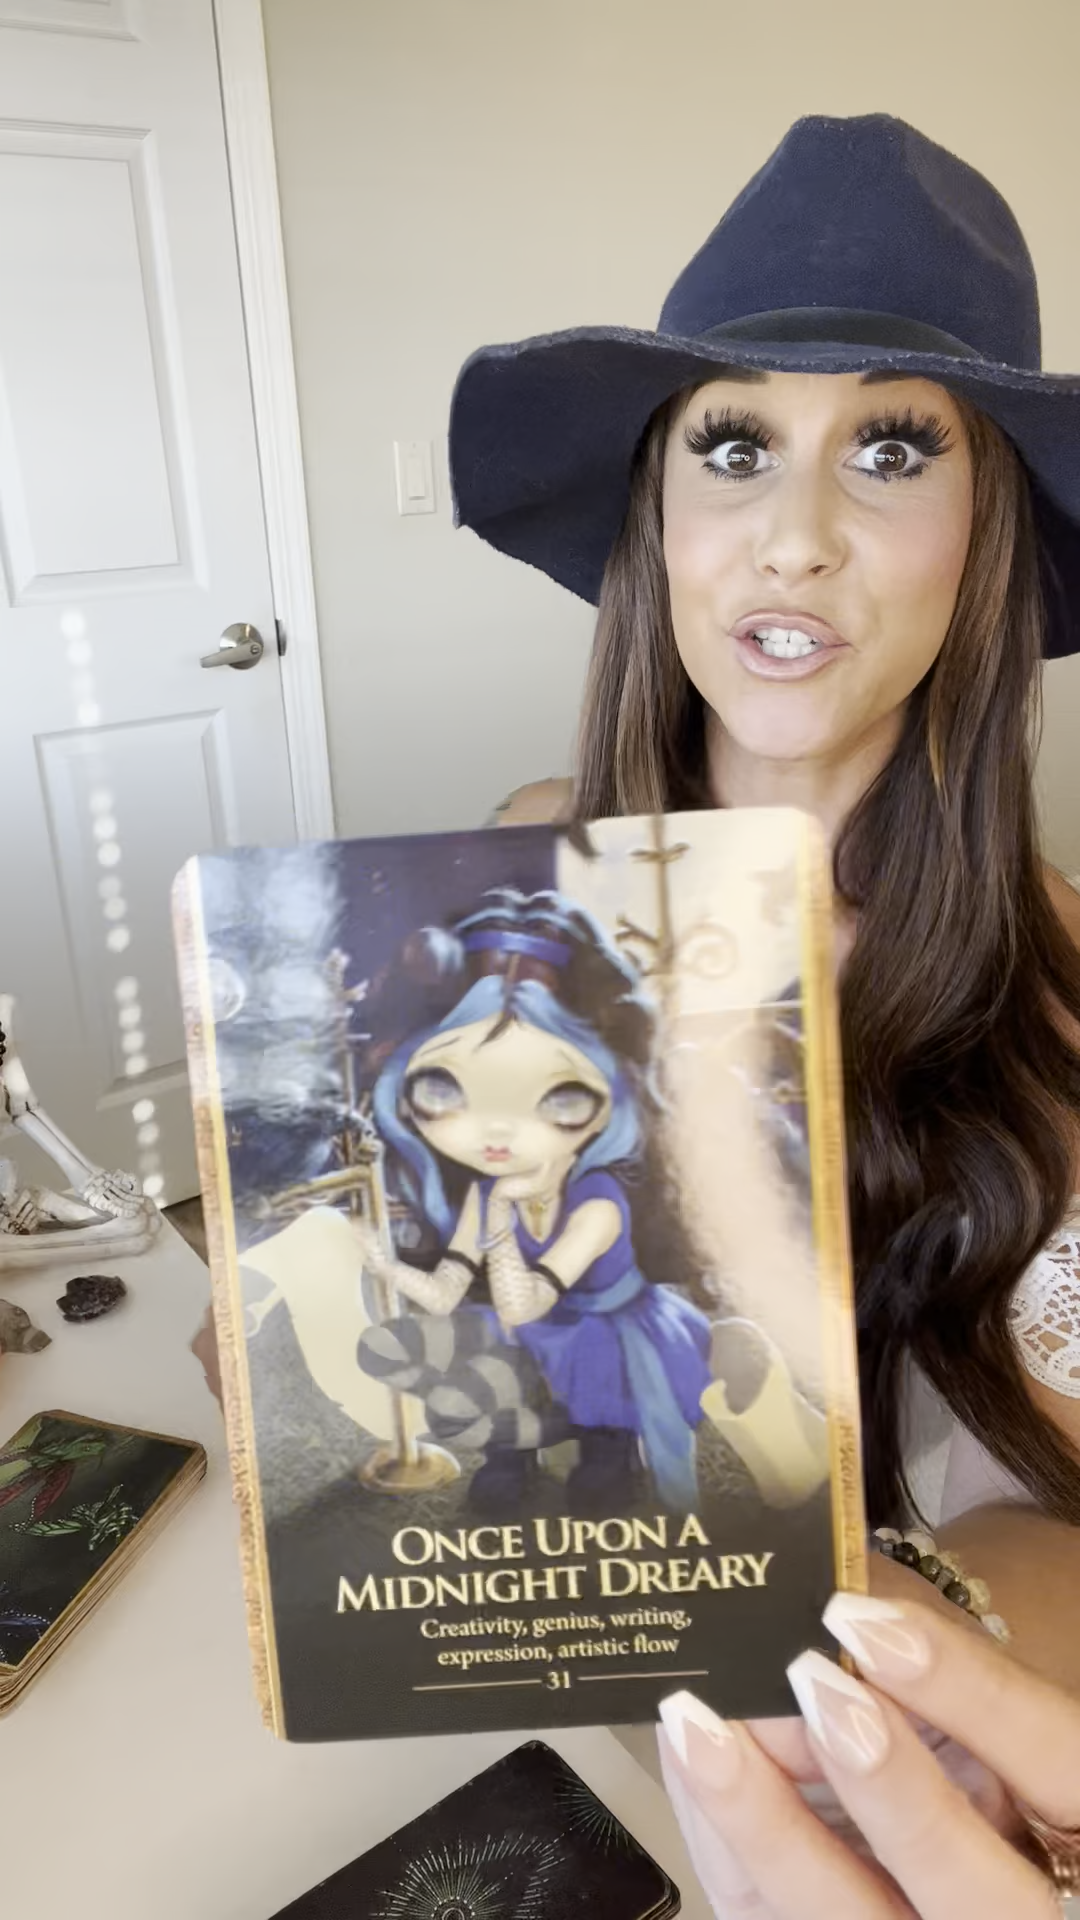 ONCE UPON A
MIDNIGHT DREARY
Creativity, genius, writing,
expression, artistic flow
31